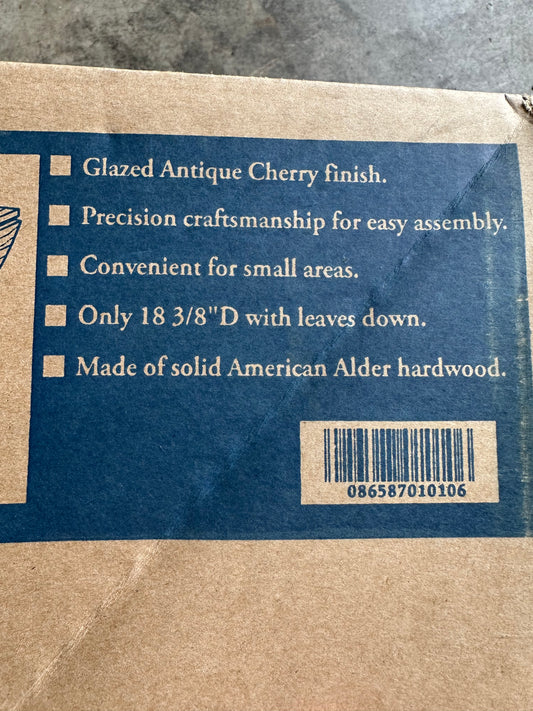 Glazed Antique Cherry finish.
Precision craftsmanship for easy assembly.
Convenient for small areas.
Only 18 3/8"D with leaves down.
Made of solid American Alder hardwood.
086587010106